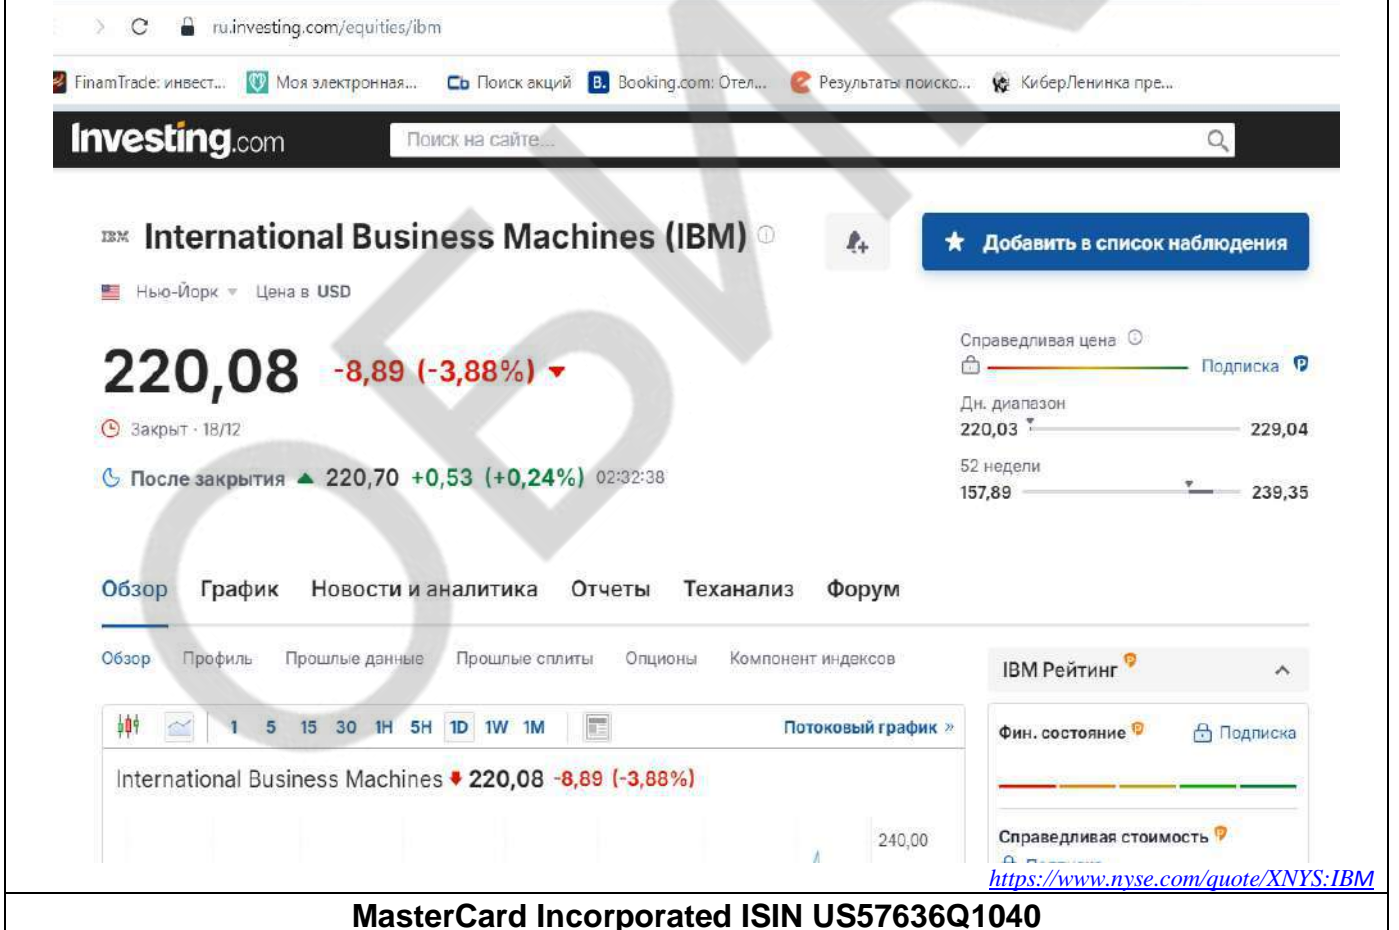 ru.investing.com/equities/ibm
FinamTrade: инвест... Моя электронная... Поиск акций Booking.com: Отел... Результаты поиско... КиберЛенинка пре...
Investing.com Поиск на сайте...
IBM International Business Machines (IBM)
Добавить в список наблюдения
Нью-Йорк Цена в USD
220,08 -8,89 (-3,88%)
Справедливая цена
Подписка
Дн. диапазон
220,03 229,04
Закрыт · 18/12
52 недели
157,89 239,35
После закрытия 220,70 +0,53 (+0,24%) 02:32:38
Обзор График Новости и аналитика Отчеты Теханализ Форум
Обзор Профиль Прошлые данные Прошлые сплиты Опционы Компонент индексов
IBM Рейтинг
1 5 15 30 1H 5H 1D 1W 1M Потоковый график »
Фин. состояние Подписка
International Business Machines 220,08 -8,89 (-3,88%)
240,00
Справедливая стоимость
https://www.nyse.com/quote/XNYS:IBM
MasterCard Incorporated ISIN US57636Q1040